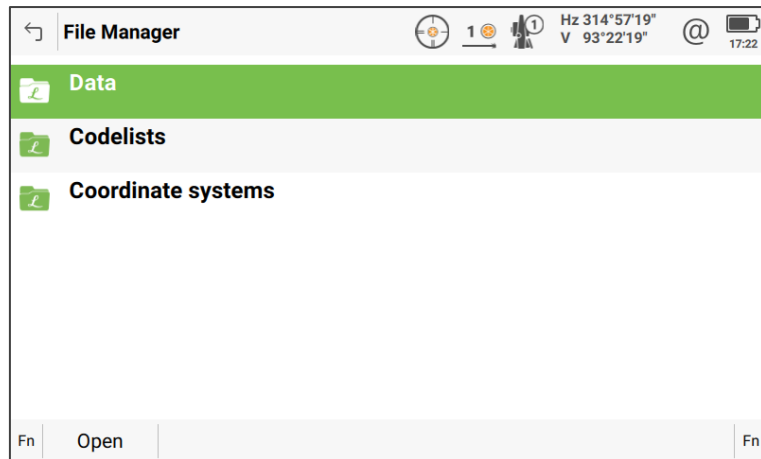 File Manager
1
1
Hz 314°57'19"
V 93°22'19"
@
17:22
Data
Codelists
Coordinate systems
Fn
Open
Fn